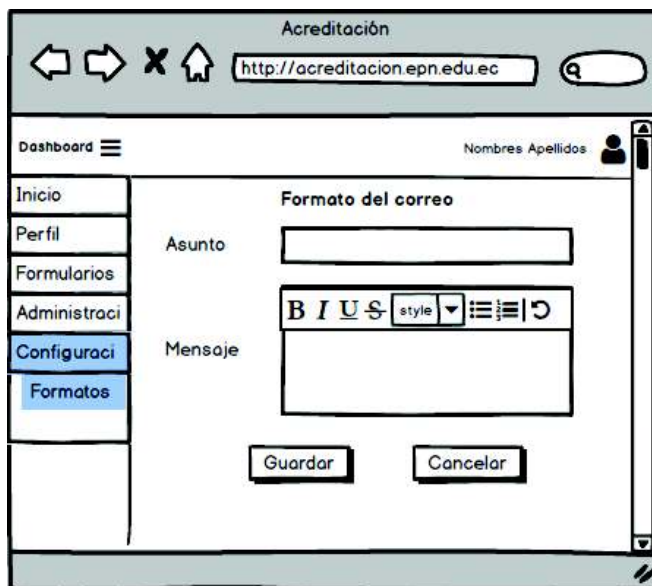 Acreditación
http://acreditacion.epn.edu.ec
Dashboard
Nombres Apellidos
Inicio
Perfil
Formularios
Administraci
Configuraci
Formatos
Formato del correo
Asunto
B I U S style
Mensaje
Guardar
Cancelar